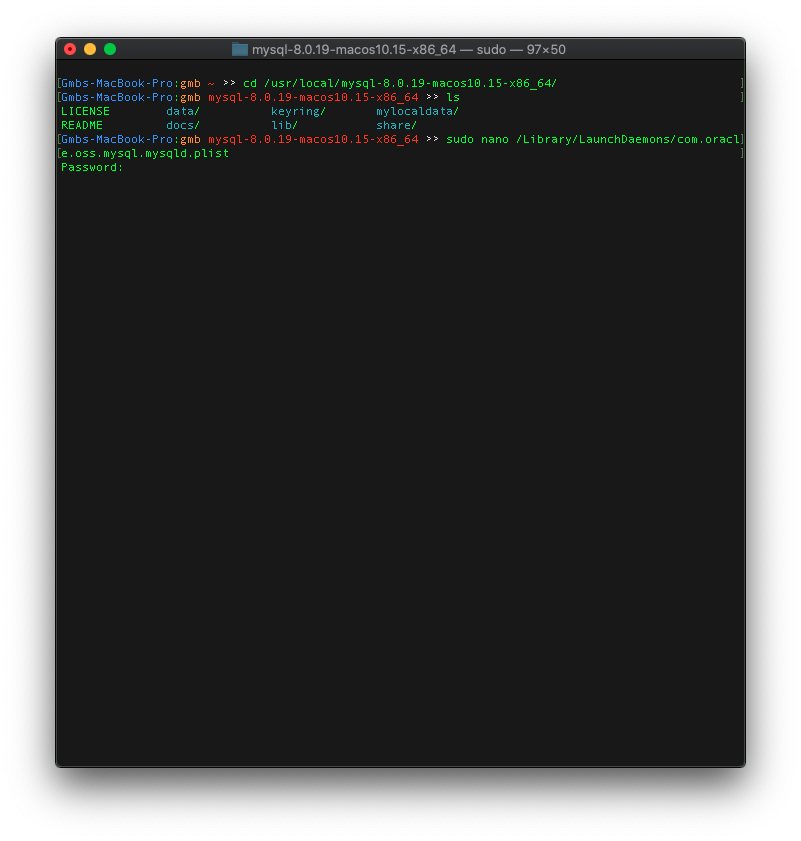 mysql-8.0.19-macos10.15-x86_64 — sudo — 97×50
[Gmbs-MacBook-Pro:gmb ~ >> cd /usr/local/mysql-8.0.19-macos10.15-x86_64/ ]
[Gmbs-MacBook-Pro:gmb mysql-8.0.19-macos10.15-x86_64 >> ls ]
LICENSE data/ keyring/ mylocaldata/
README docs/ lib/ share/
[Gmbs-MacBook-Pro:gmb mysql-8.0.19-macos10.15-x86_64 >> sudo nano /Library/LaunchDaemons/com.oracl]
[e.oss.mysql.mysqld.plist ]
Password: